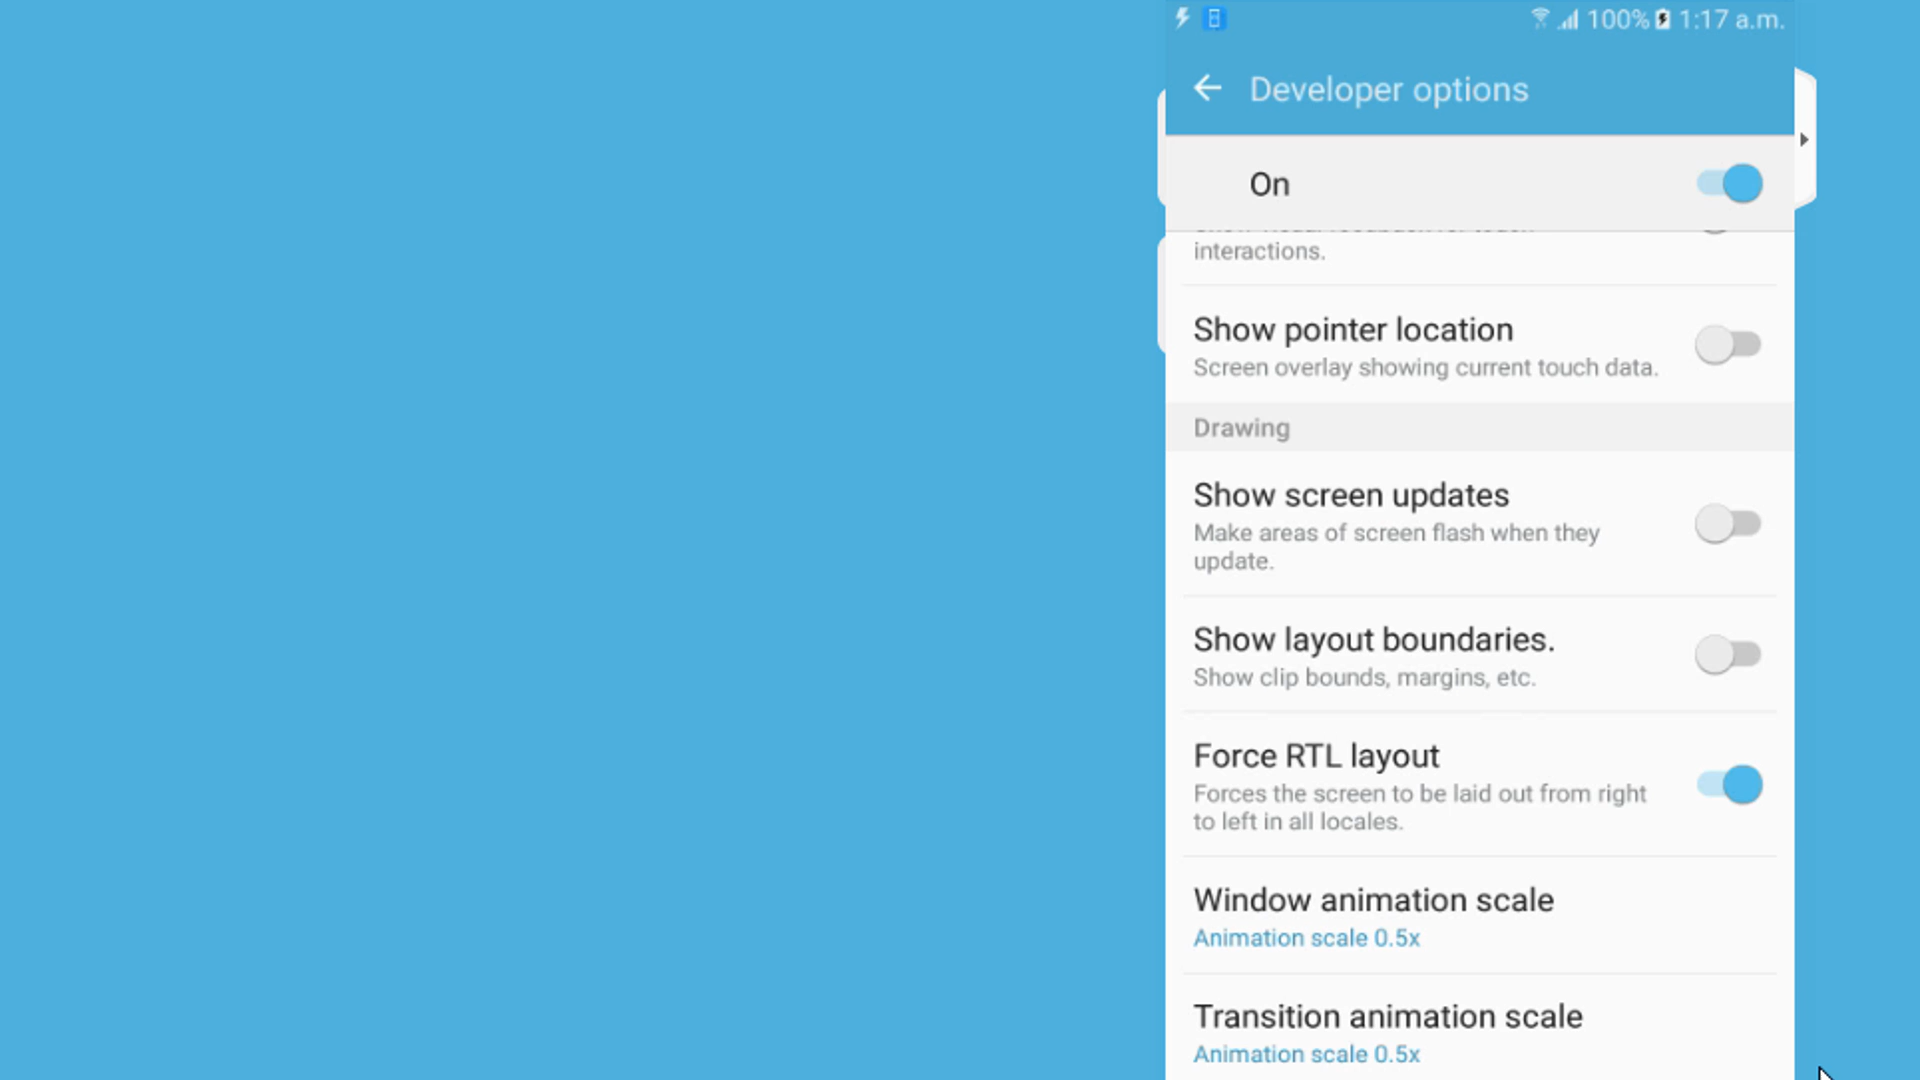 100% 1:17 a.m.
Developer options
On
interactions.
Show pointer location
Screen overlay showing current touch data.
Drawing
Show screen updates
Make areas of screen flash when they
update.
Show layout boundaries.
Show clip bounds, margins, etc.
Force RTL layout
Forces the screen to be laid out from right
to left in all locales.
Window animation scale
Animation scale 0.5x
Transition animation scale
Animation scale 0.5x